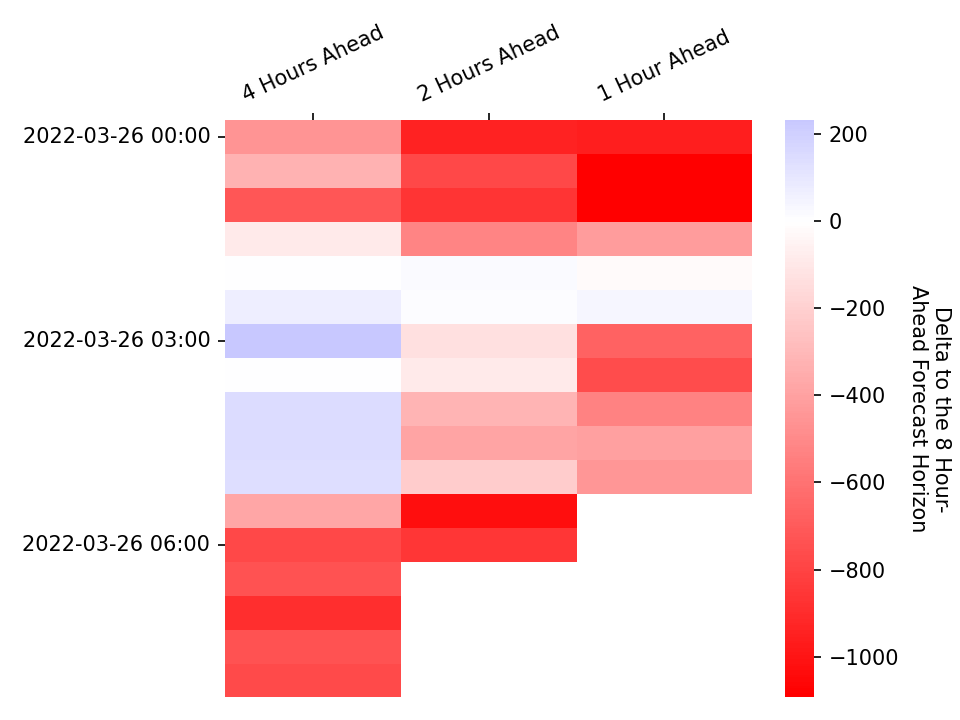 4 Hours Ahead
2 Hours Ahead
1 Hour Ahead
2022-03-26 00:00
2022-03-26 03:00
2022-03-26 06:00
200
0
−200
−400
−600
−800
−1000
Delta to the 8 Hour-
Ahead Forecast Horizon